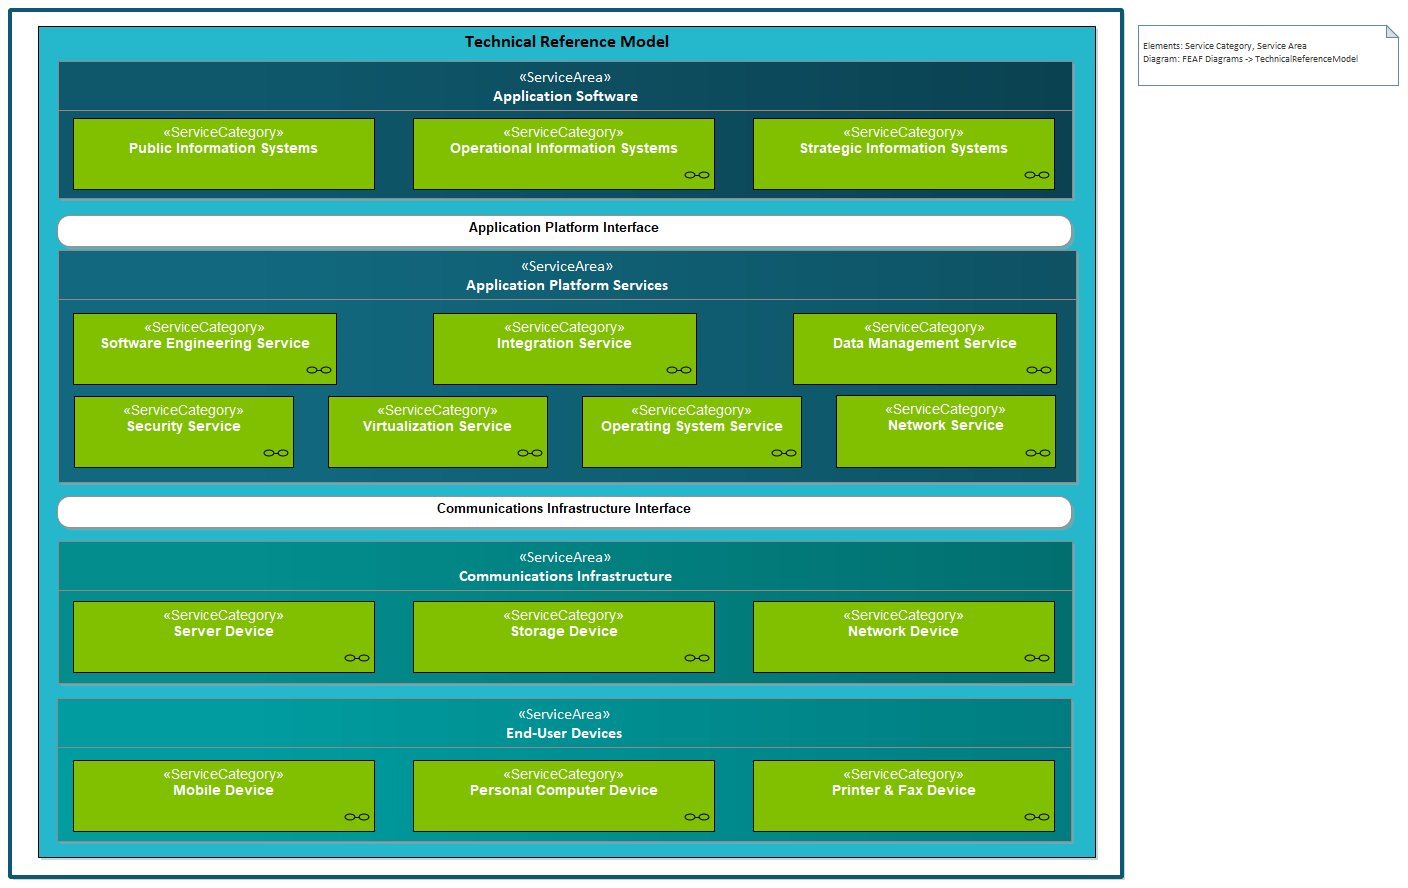 Technical Reference Model
«ServiceArea»
Application Software
«ServiceCategory»
Public Information Systems
«ServiceCategory»
Operational Information Systems
«ServiceCategory»
Strategic Information Systems
Application Platform Interface
«ServiceArea»
Application Platform Services
«ServiceCategory»
Software Engineering Service
«ServiceCategory»
Integration Service
«ServiceCategory»
Data Management Service
«ServiceCategory»
Security Service
«ServiceCategory»
Virtualization Service
«ServiceCategory»
Operating System Service
«ServiceCategory»
Network Service
Communications Infrastructure Interface
«ServiceArea»
Communications Infrastructure
«ServiceCategory»
Server Device
«ServiceCategory»
Storage Device
«ServiceCategory»
Network Device
«ServiceArea»
End-User Devices
«ServiceCategory»
Mobile Device
«ServiceCategory»
Personal Computer Device
«ServiceCategory»
Printer & Fax Device
Elements: Service Category, Service Area
Diagram: FEAF Diagrams -> TechnicalReferenceModel